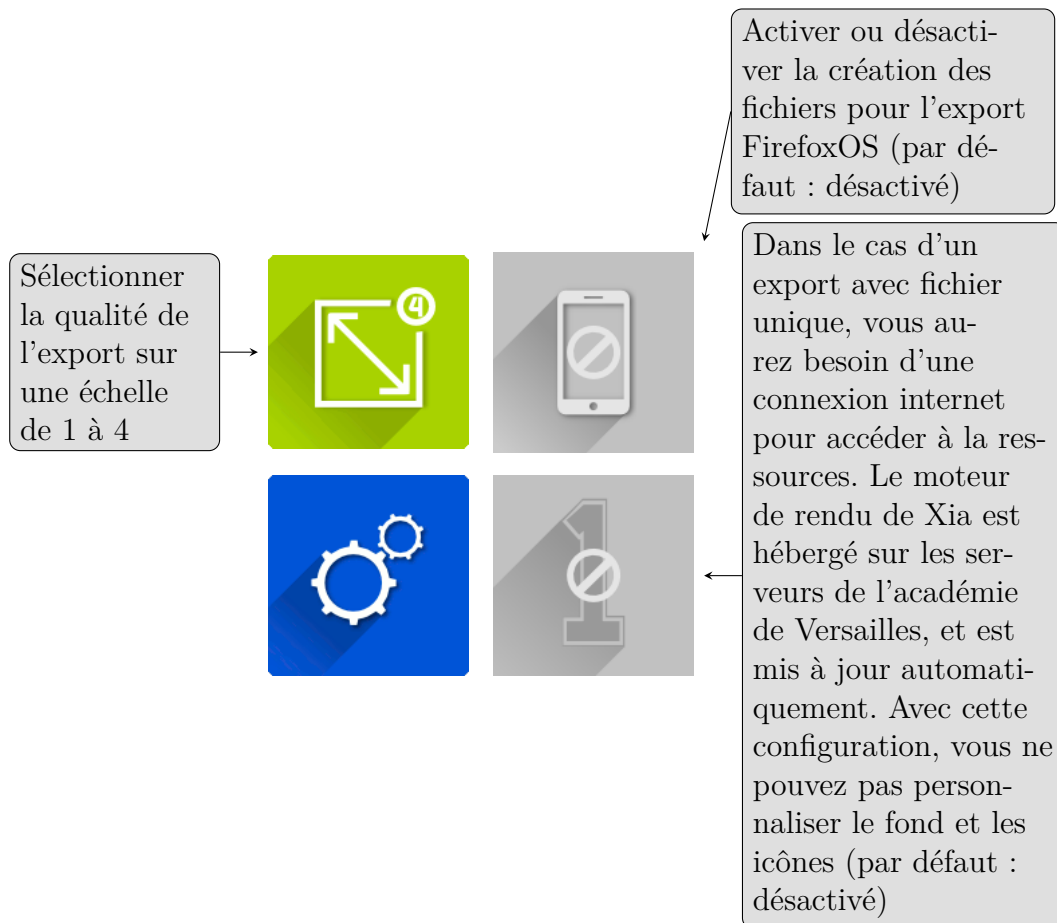 Activer ou désacti-
ver la création des
fichiers pour l'export
FirefoxOS (par dé-
faut : désactivé)
Sélectionner
la qualité de
l'export sur
une échelle
de 1 à 4
4
1
Dans le cas d'un
export avec fichier
unique, vous au-
rez besoin d'une
connexion internet
pour accéder à la res-
sources. Le moteur
de rendu de Xia est
hébergé sur les ser-
veurs de l'académie
de Versailles, et est
mis à jour automati-
quement. Avec cette
configuration, vous ne
pouvez pas person-
naliser le fond et les
icônes (par défaut :
désactivé)